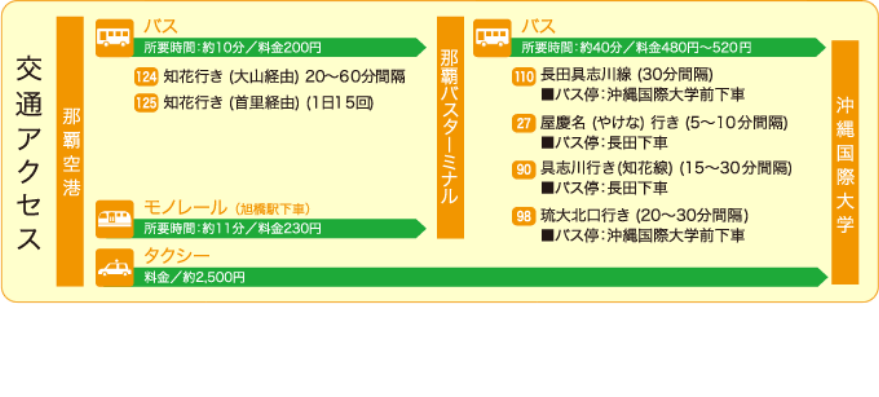 交通アクセス
那覇空港
バス
所要時間：約10分／料金200円
124 知花行き (大山経由) 20〜60分間隔
125 知花行き (首里経由) (1日15回)
モノレール（旭橋駅下車）
所要時間：約11分／料金230円
タクシー
料金／約2,500円
那覇バスターミナル
バス
所要時間：約40分／料金480円〜520円
110 長田具志川線 (30分間隔)
■バス停：沖縄国際大学前下車
27 屋慶名 (やけな) 行き (5〜10分間隔)
■バス停：長田下車
90 具志川行き(知花線) (15〜30分間隔)
■バス停：長田下車
98 琉大北口行き (20〜30分間隔)
■バス停：沖縄国際大学前下車
沖縄国際大学